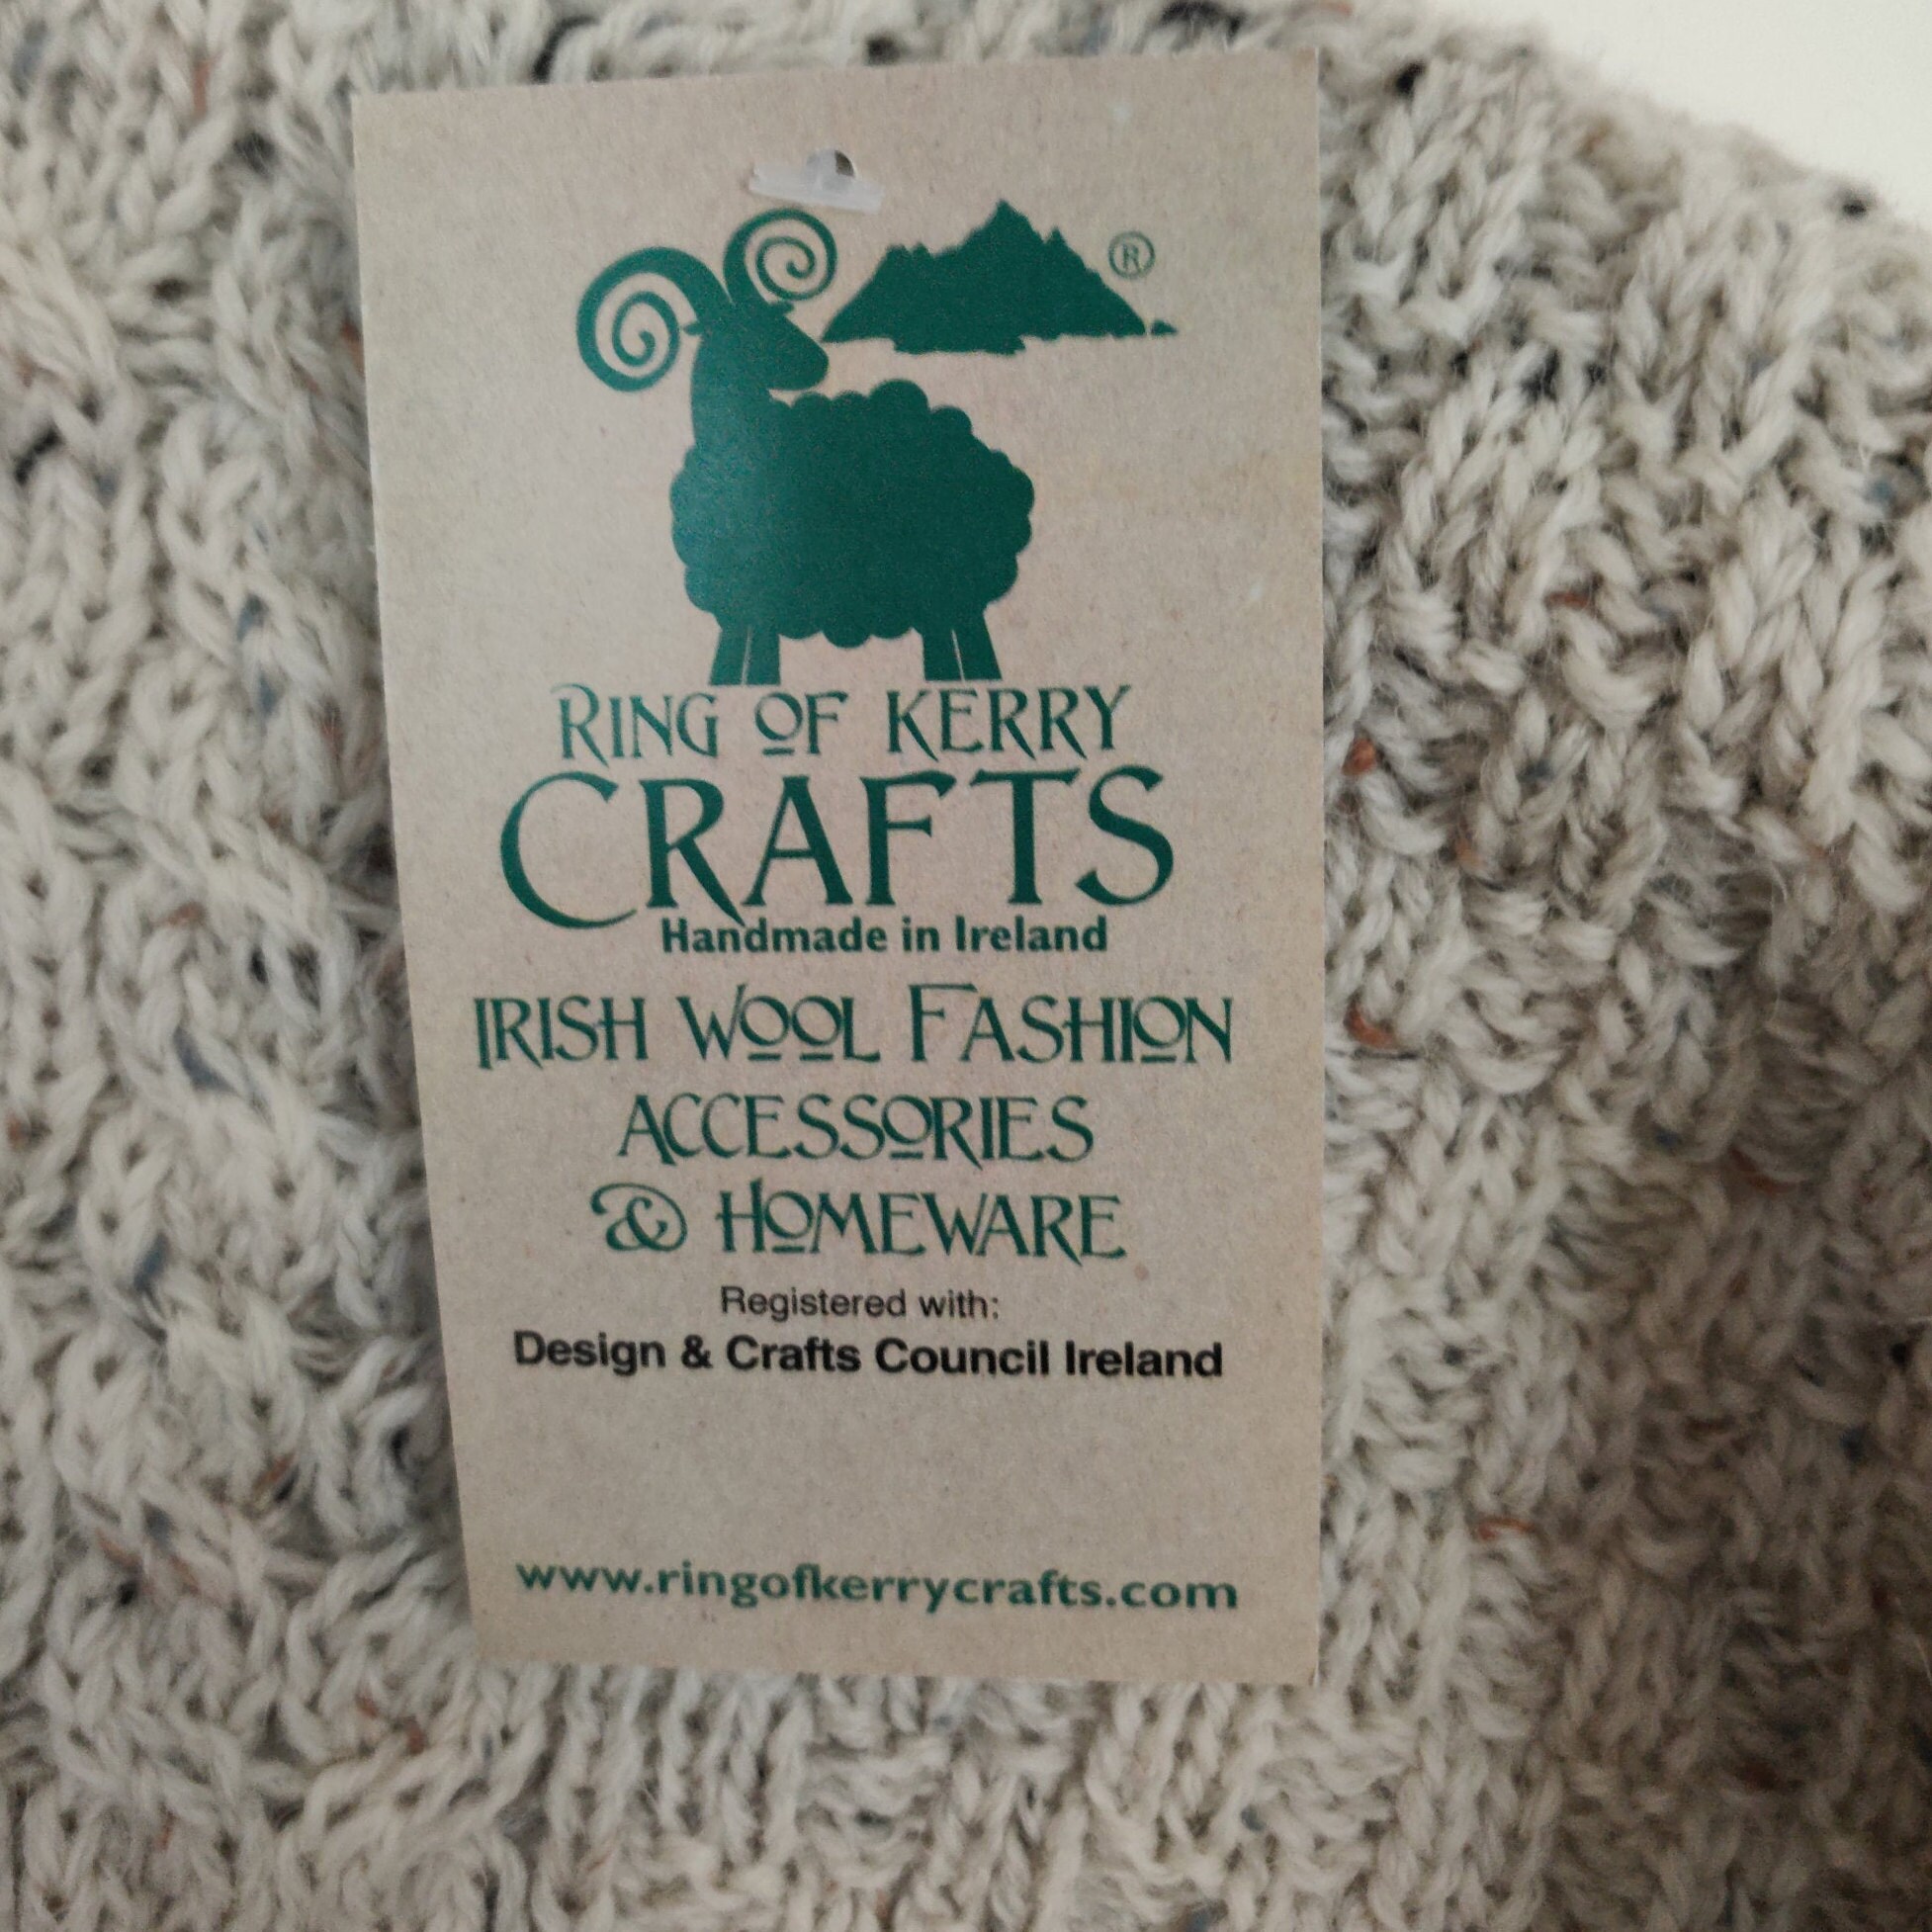 ®
RING OF KERRY
CRAFTS
Handmade in Ireland
IRISH WOOL FASHION
ACCESSORIES
& HOMEWARE
Registered with:
Design & Crafts Council Ireland
www.ringofkerrycrafts.com